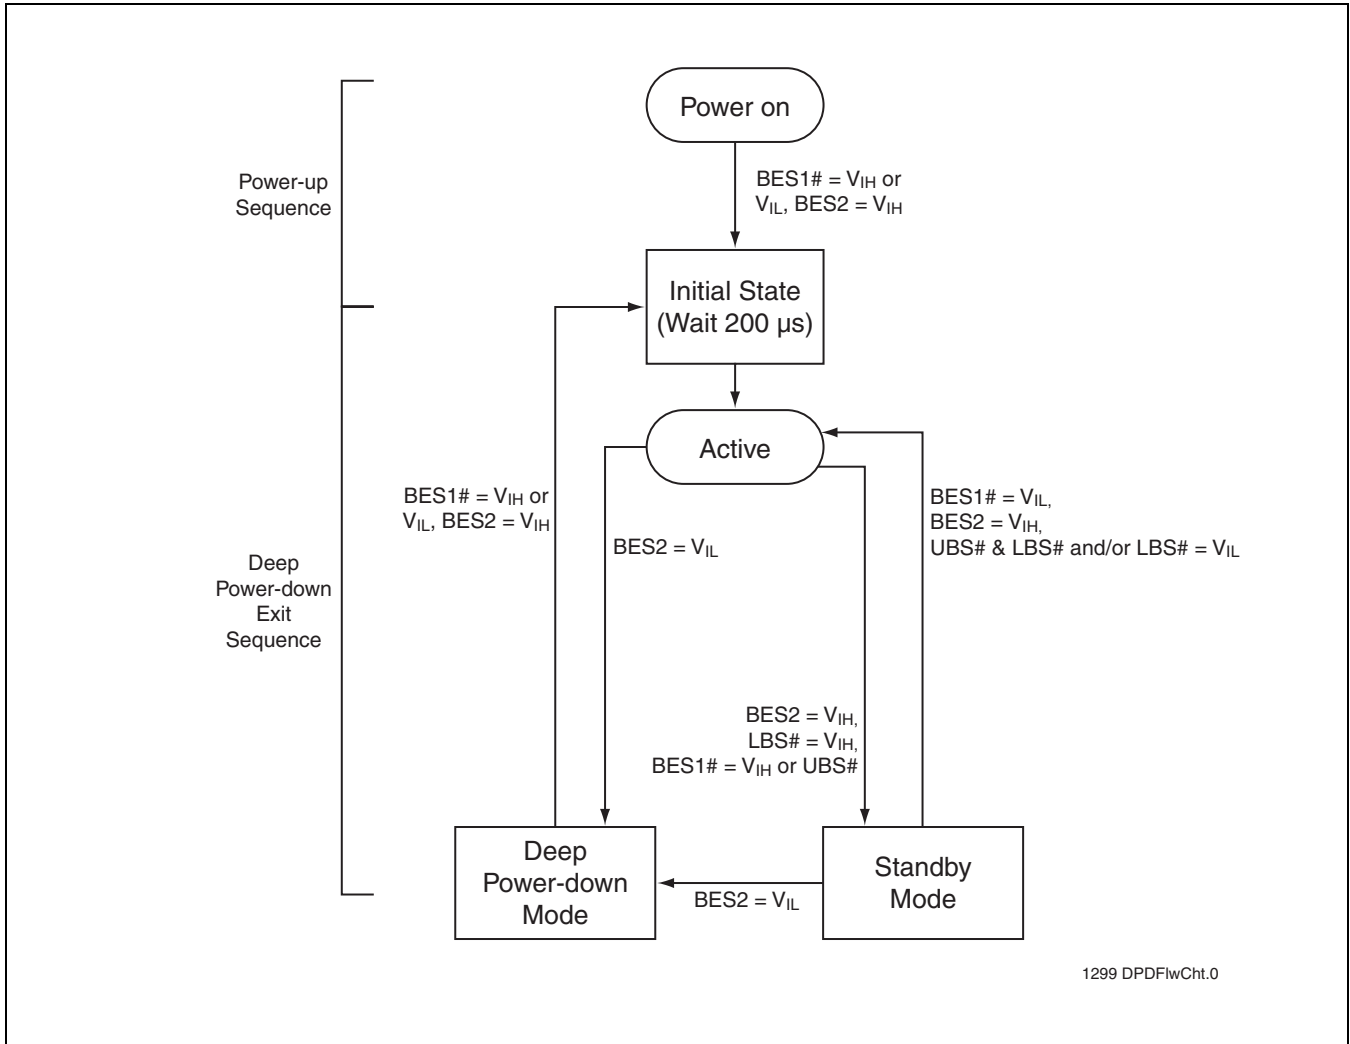 Power on
Power-up
Sequence
BES1# = VIH or
VIL, BES2 = VIH
Initial State
(Wait 200 µs)
Active
BES1# = VIH or
VIL, BES2 = VIH
BES2 = VIL
BES1# = VIL,
BES2 = VIH,
UBS# & LBS# and/or LBS# = VIL
Deep
Power-down
Exit
Sequence
BES2 = VIH,
LBS# = VIH,
BES1# = VIH or UBS#
Deep
Power-down
Mode
BES2 = VIL
Standby
Mode
1299 DPDFlwCht.0